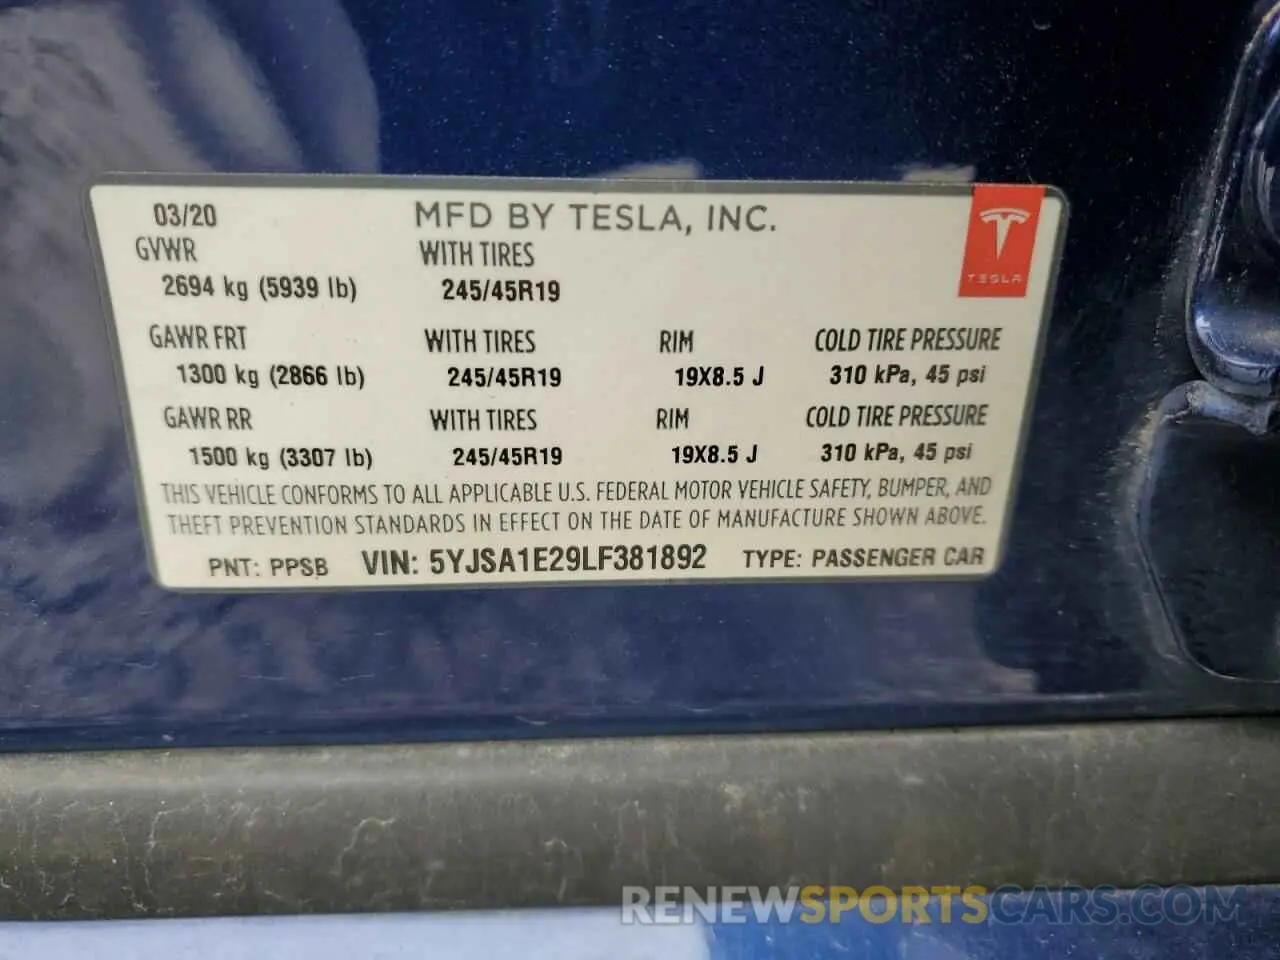 03/20 MFD BY TESLA, INC.
TESLA
GVWR WITH TIRES
2694 kg (5939 lb) 245/45R19
GAWR FRT WITH TIRES RIM COLD TIRE PRESSURE
1300 kg (2866 lb) 245/45R19 19X8.5 J 310 kPa, 45 psi
GAWR RR WITH TIRES RIM COLD TIRE PRESSURE
1500 kg (3307 lb) 245/45R19 19X8.5 J 310 kPa, 45 psi
THIS VEHICLE CONFORMS TO ALL APPLICABLE U.S. FEDERAL MOTOR VEHICLE SAFETY, BUMPER, AND
THEFT PREVENTION STANDARDS IN EFFECT ON THE DATE OF MANUFACTURE SHOWN ABOVE.
PNT: PPSB VIN: 5YJSA1E29LF381892 TYPE: PASSENGER CAR
RENEWSPORTSCARS.COM